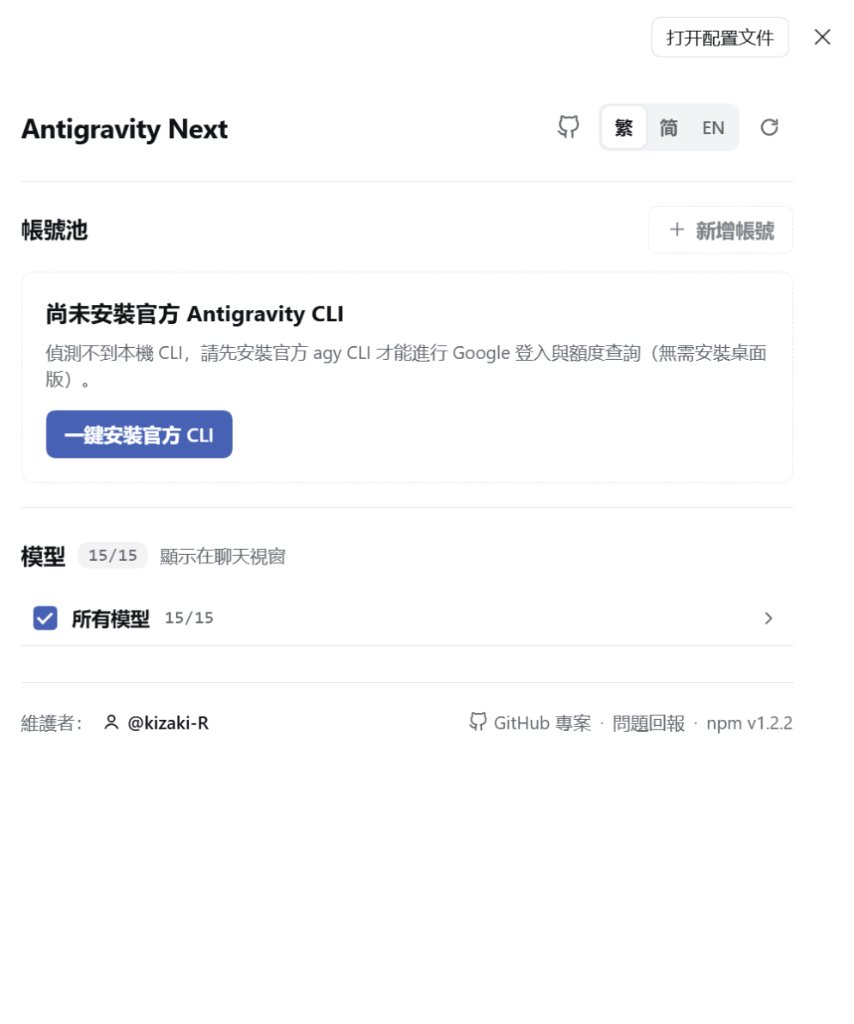 打开配置文件
Antigravity Next
繁 简 EN
帳號池
新增帳號
尚未安裝官方 Antigravity CLI
偵測不到本機 CLI，請先安裝官方 agy CLI 才能進行 Google 登入與額度查詢（無需安裝桌面
版）。
一鍵安裝官方 CLI
模型 15/15 顯示在聊天視窗
所有模型 15/15
維護者： @kizaki-R
GitHub 專案 · 問題回報 · npm v1.2.2